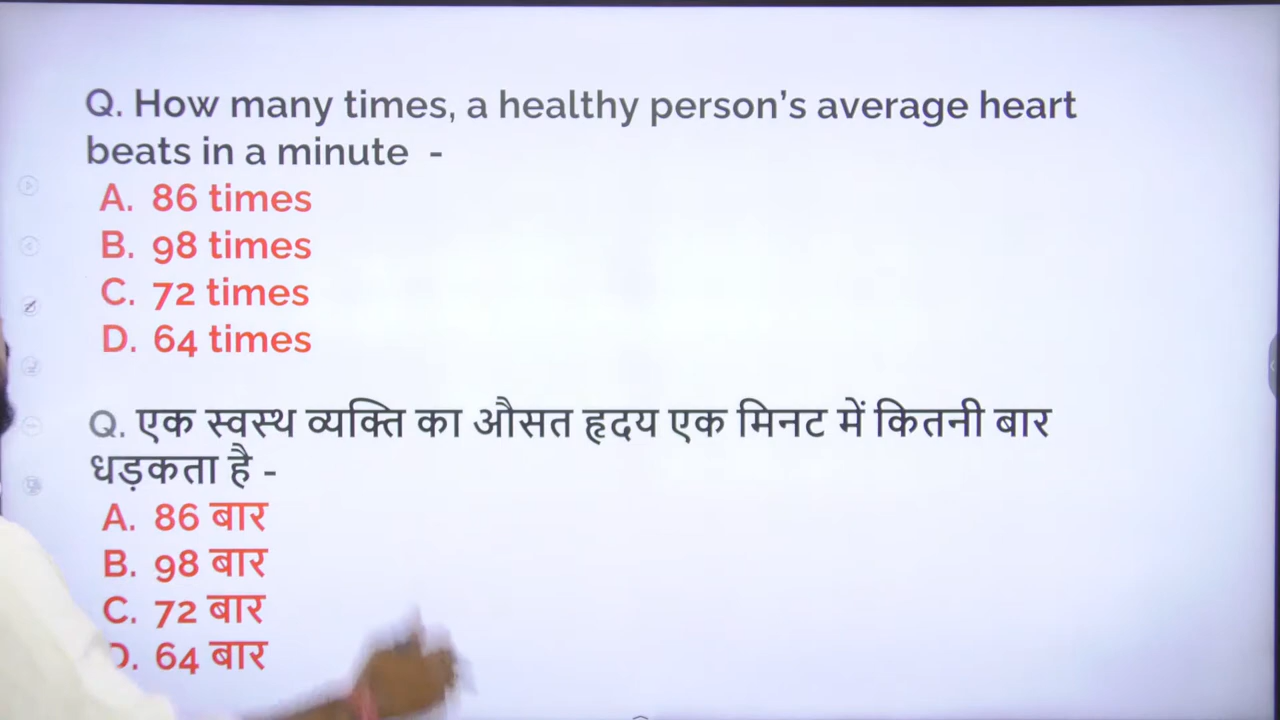 Q. How many times, a healthy person's average heart
beats in a minute -
A. 86 times
B. 98 times
C. 72 times
D. 64 times
Q. एक स्वस्थ व्यक्ति का औसत हृदय एक मिनट में कितनी बार
धड़कता है -
A. 86 बार
B. 98 बार
C. 72 बार
D. 64 बार